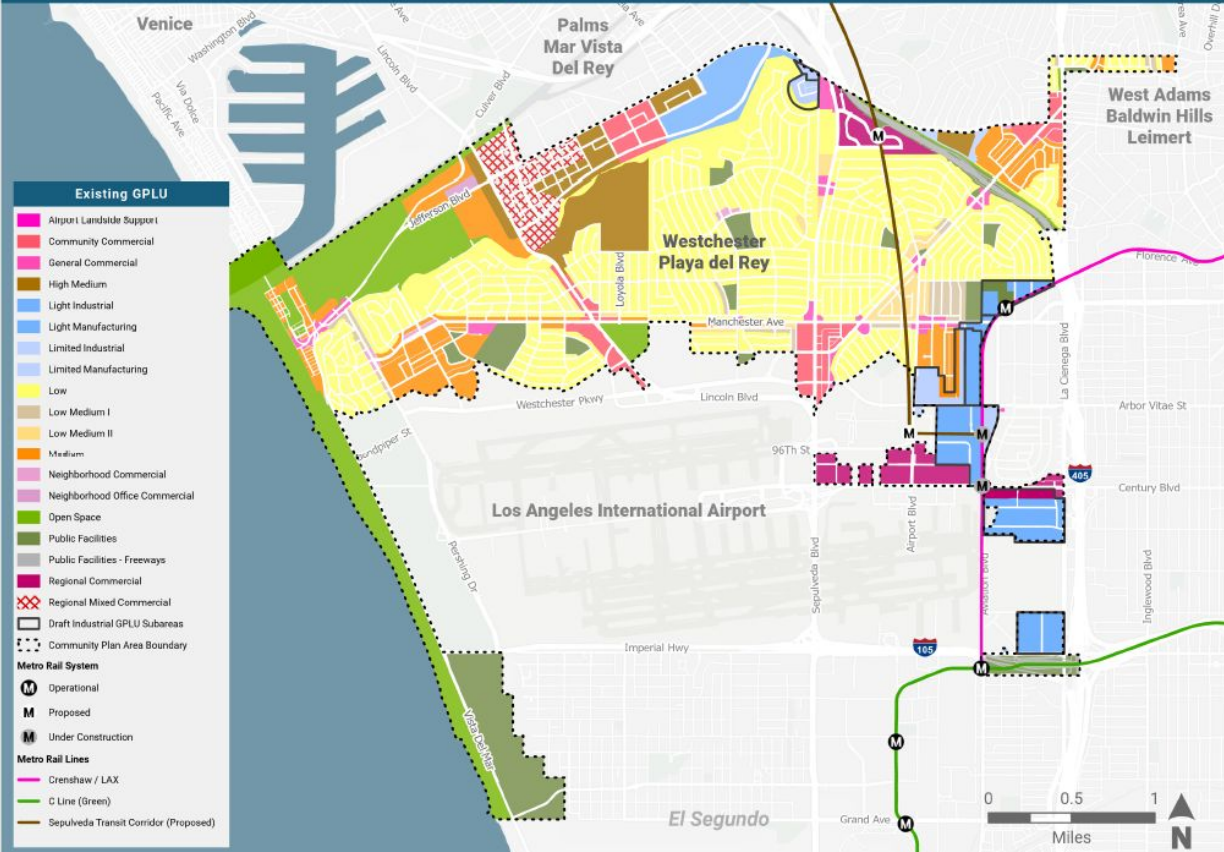 Venice
Washington Blvd
Lincoln Blvd
Via Dolce
Pacific Ave
Culver Blvd
Palms
Mar Vista
Del Rey
Overhill D
West Adams
Baldwin Hills
Leimert
Jefferson Blvd
Westchester
Playa del Rey
Loyola Blvd
Manchester Ave
Florence Ave
La Cienega Blvd
Westchester Pkwy
Lincoln Blvd
Arbor Vitae St
96Th St
405
Century Blvd
Los Angeles International Airport
Airport Blvd
Pershing Dr
Sepulveda Blvd
Aviation Blvd
Inglewood Blvd
Imperial Hwy
105
Vista Del Mar
El Segundo
Grand Ave
0 0.5 1
Miles
N
M
M
M
M
M
M
M
M
Existing GPLU
Airport Landside Support
Community Commercial
General Commercial
High Medium
Light Industrial
Light Manufacturing
Limited Industrial
Limited Manufacturing
Low
Low Medium I
Low Medium II
Medium
Neighborhood Commercial
Neighborhood Office Commercial
Open Space
Public Facilities
Public Facilities - Freeways
Regional Commercial
Regional Mixed Commercial
Draft Industrial GPLU Subareas
Community Plan Area Boundary
Metro Rail System
M Operational
M Proposed
M Under Construction
Metro Rail Lines
Crenshaw / LAX
C Line (Green)
Sepulveda Transit Corridor (Proposed)